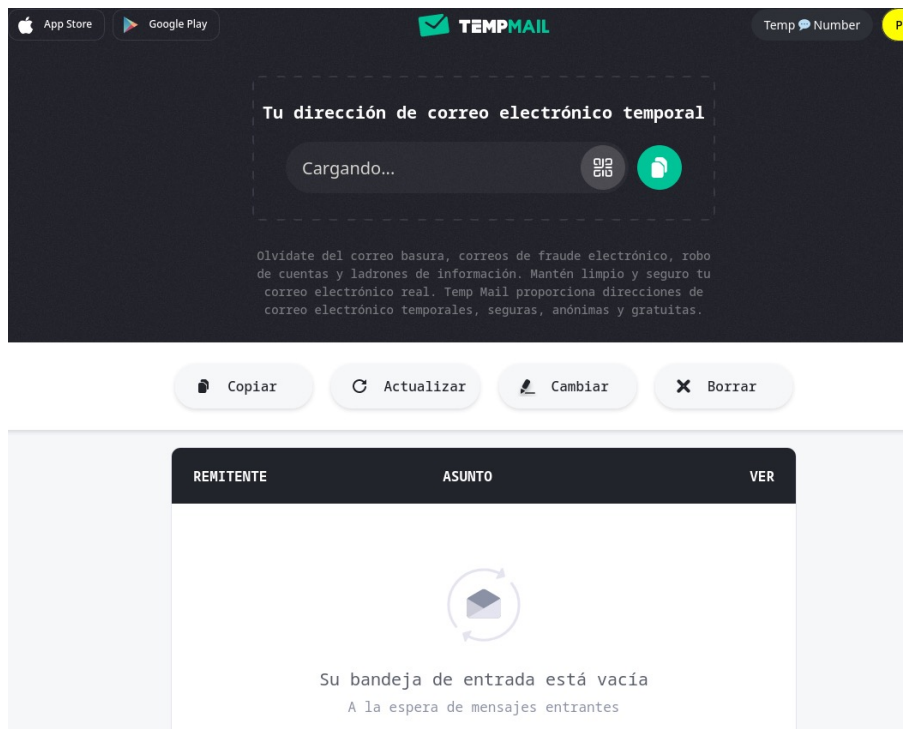 App Store
Google Play
TEMPMAIL
Temp Number
P
Tu dirección de correo electrónico temporal
Cargando...
Olvídate del correo basura, correos de fraude electrónico, robo
de cuentas y ladrones de información. Mantén limpio y seguro tu
correo electrónico real. Temp Mail proporciona direcciones de
correo electrónico temporales, seguras, anónimas y gratuitas.
Copiar
Actualizar
Cambiar
Borrar
REMITENTE ASUNTO VER
Su bandeja de entrada está vacía
A la espera de mensajes entrantes